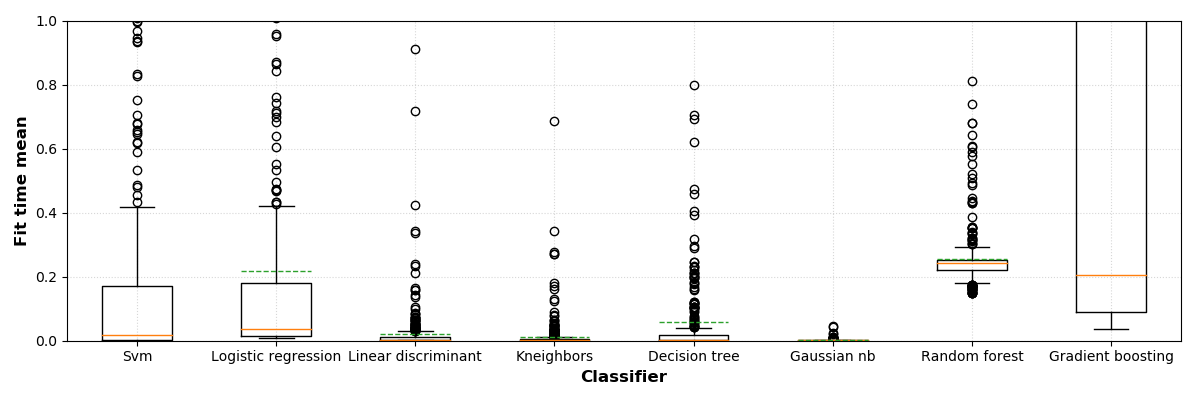 Fit time mean
1.0
0.8
0.6
0.4
0.2
0.0
Svm Logistic regression Linear discriminant Kneighbors Decision tree Gaussian nb Random forest Gradient boosting
Classifier